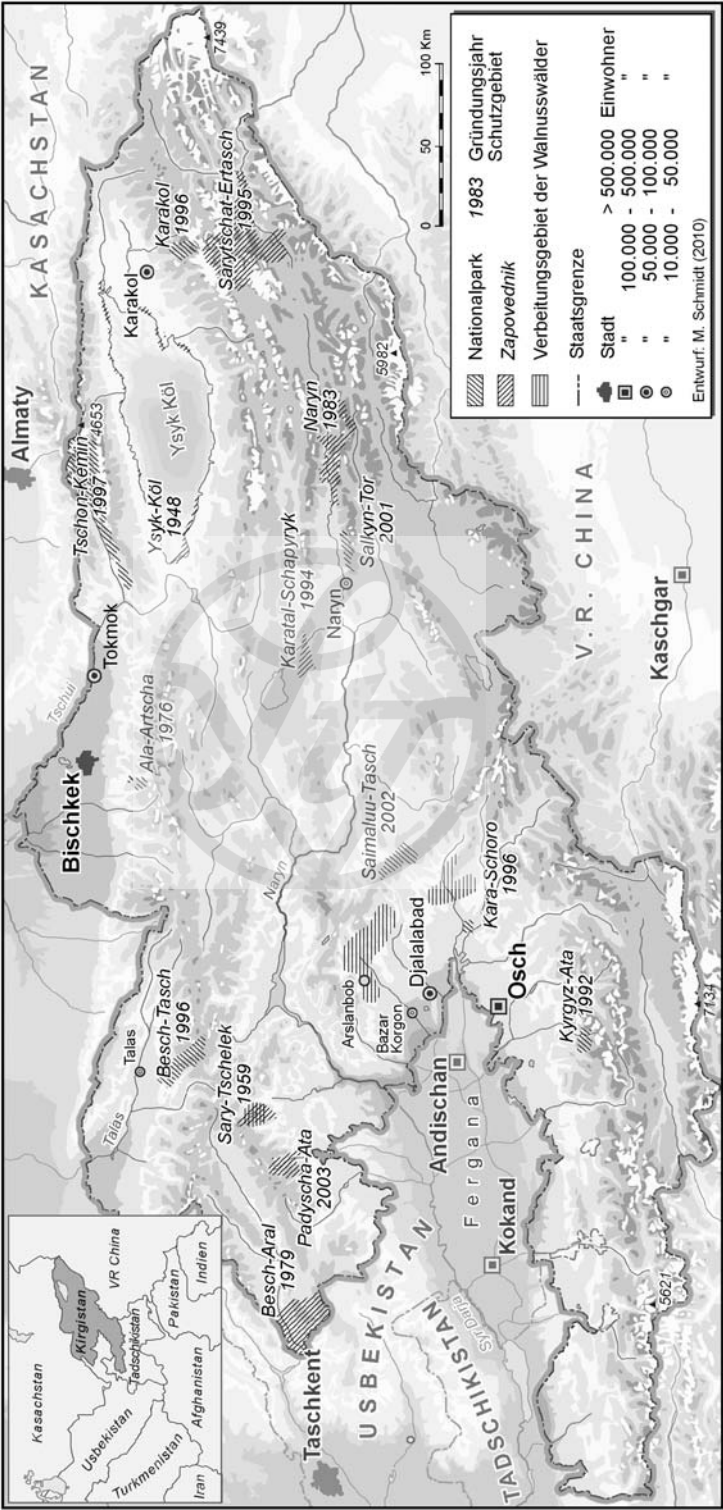 Kasachstan
Kirgistan
VR China
Usbekistan
Tadschikistan
Turkmenistan
Pakistan
Indien
Afghanistan
Iran
KASACHSTAN
Almaty
Bischkek
Tschui
Tokmok
Tschon-Kemin
1997
4653
Ala-Artscha
1976
Ysyk-Köl
1948
Ysyk Köl
Karakol
Karakol
1996
Sarytschat-Ertasch
1995
7439
Talas
Talas
Besch-Tasch
1996
Sary-Tschelek
1959
Padyscha-Ata
2003
Besch-Aral
1979
Taschkent
Naryn
Karatal-Schapyryk
1994
Naryn
Naryn
1983
Salkyn-Tor
2001
5982
Saimaluu-Tasch
2002
Arslanbob
Bazar
Korgon
Djalalabad
Kara-Schoro
1996
USBEKISTAN
Andischan
Fergana
Kokand
Osch
Syr Darja
TADSCHIKISTAN
Kyrgyz-Ata
1992
7134
5621
V.R. CHINA
Kaschgar
0 50 100 Km
Nationalpark
1983 Gründungsjahr
Schutzgebiet
Zapovednik
Verbeitungsgebiet der Walnusswälder
Staatsgrenze
Stadt > 500.000 Einwohner
" 100.000 - 500.000 "
" 50.000 - 100.000 "
" 10.000 - 50.000 "
Entwurf: M. Schmidt (2010)